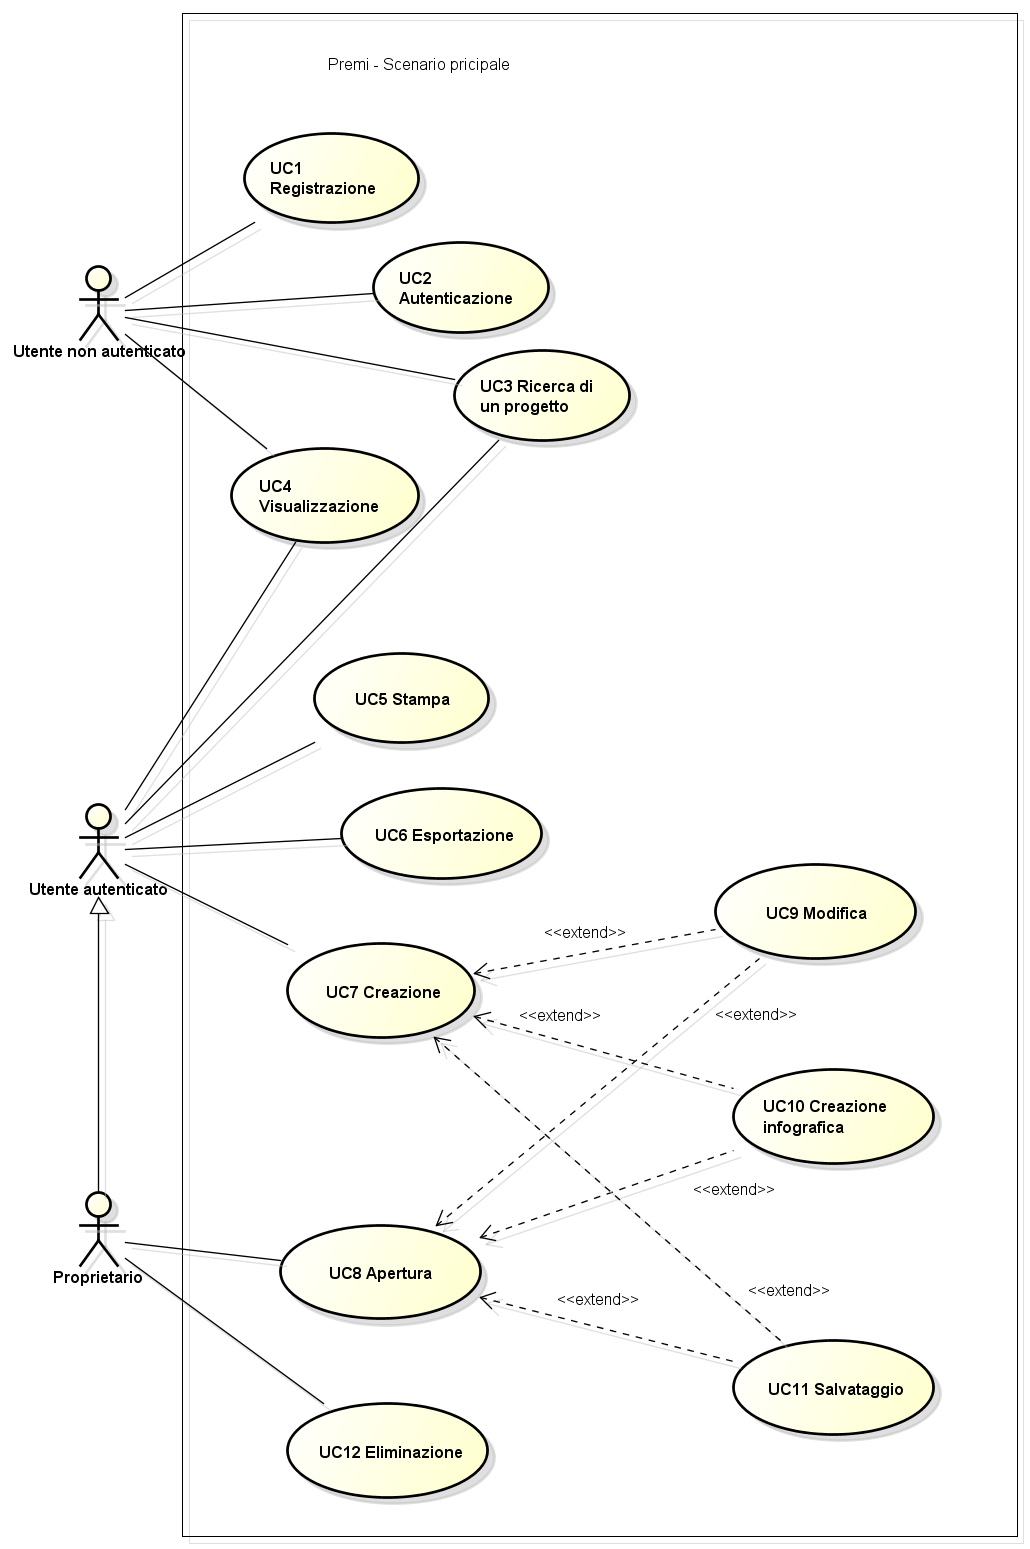 Premi - Scenario pricipale
UC1
Registrazione
UC2
Autenticazione
Utente non autenticato
UC3 Ricerca di
un progetto
UC4
Visualizzazione
UC5 Stampa
UC6 Esportazione
Utente autenticato
UC9 Modifica
<<extend>>
UC7 Creazione
<<extend>>
<<extend>>
UC10 Creazione
infografica
<<extend>>
Proprietario
UC8 Apertura
<<extend>>
<<extend>>
UC11 Salvataggio
UC12 Eliminazione